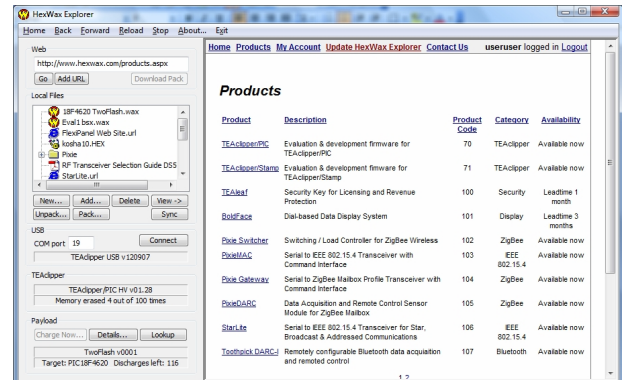 HexWax Explorer
Home Back Forward Reload Stop About... Exit
Web
http://www.hexwax.com/products.aspx
Go Add URL Download Pack
Local Files
18F4620 TwoFlash.wax
Eval1 bsx.wax
FlexiPanel Web Site.url
kosha10.HEX
Pixie
RF Transceiver Selection Guide DS5
StarLite.url
New... Add... Delete View ->
Unpack... Pack... Sync
USB
COM port 19 Connect
TEAclipper USB v120907
TEAclipper
TEAclipper/PIC HV v01.28
Memory erased 4 out of 100 times
Payload
Charge Now... Details... Lookup
TwoFlash v0001
Target: PIC18F4620 Discharges left: 116
Home Products My Account Update HexWax Explorer Contact Us useruser logged in Logout
Products
Product Description Product Code Category Availability
TEAclipper/PIC Evaluation & development firmware for TEAclipper/PIC 70 TEAclipper Available now
TEAclipper/Stamp Evaluation & development firmware for TEAclipper/Stamp 71 TEAclipper Available now
TEAleaf Security Key for Licensing and Revenue Protection 100 Security Leadtime 1 month
BoldFace Dial-based Data Display System 101 Display Leadtime 3 months
Pixie Switcher Switching / Load Controller for ZigBee Wireless 102 ZigBee Available now
PixieMAC Serial to IEEE 802.15.4 Transceiver with Command Interface 103 IEEE 802.15.4 Available now
Pixie Gateway Serial to ZigBee Mailbox Profile Transceiver with Command Interface 104 ZigBee Available now
PixieDARC Data Acquisition and Remote Control Sensor Module for ZigBee Mailbox 105 ZigBee Available now
StarLite Serial to IEEE 802.15.4 Transceiver for Star, Broadcast & Addressed Communications 106 IEEE 802.15.4 Available now
Toothpick DARC-I Remotely configurable Bluetooth data acquisition and remoted control 107 Bluetooth Available now
1 2